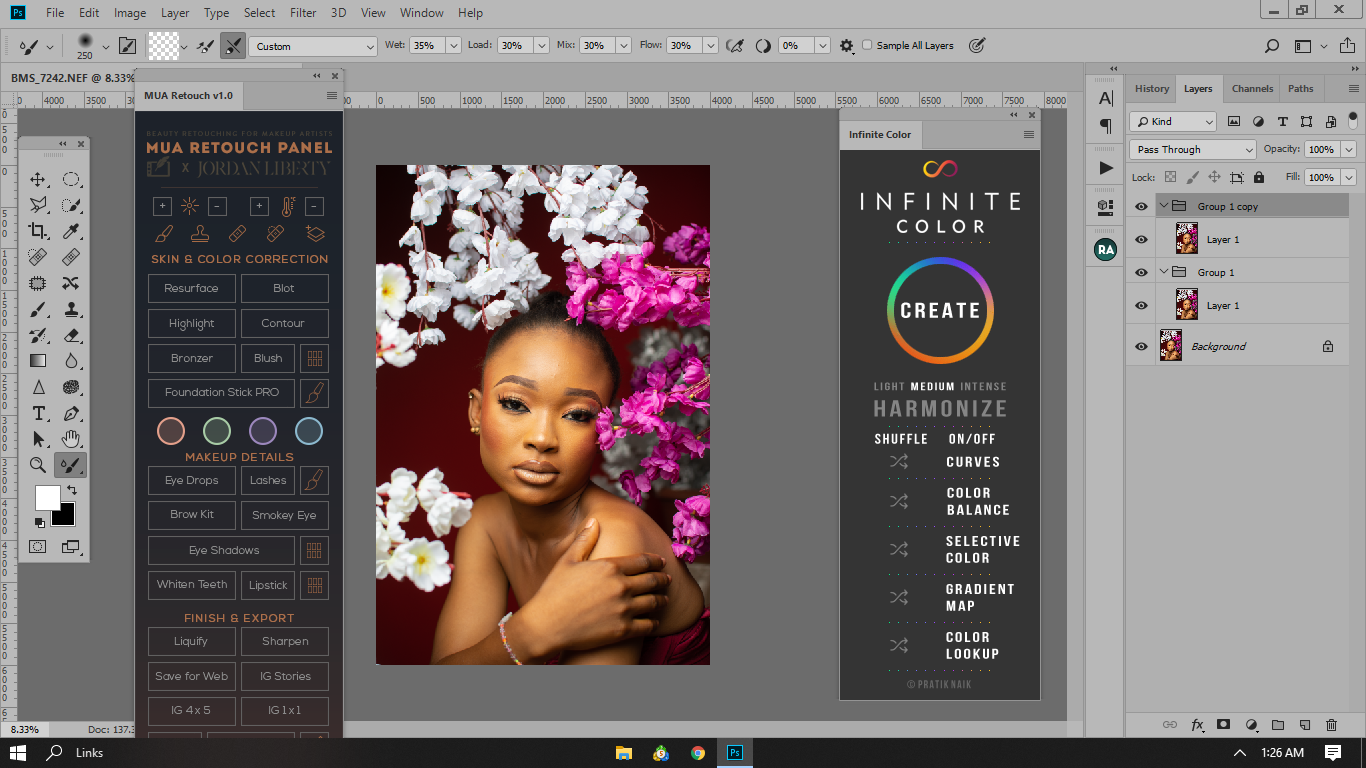 Ps File Edit Image Layer Type Select Filter 3D View Window Help
250 Custom Wet: 35% Load: 30% Mix: 30% Flow: 30% 0% Sample All Layers
BMS_7242.NEF @ 8.33%
MUA Retouch v1.0
BEAUTY RETOUCHING FOR MAKEUP ARTISTS
MUA RETOUCH PANEL
X JORDAN LIBERTY
SKIN & COLOR CORRECTION
Resurface Blot
Highlight Contour
Bronzer Blush
Foundation Stick PRO
MAKEUP DETAILS
Eye Drops Lashes
Brow Kit Smokey Eye
Eye Shadows
Whiten Teeth Lipstick
FINISH & EXPORT
Liquify Sharpen
Save for Web IG Stories
IG 4 x 5 IG 1 x 1
4000 3500 0 500 1000 1500 2000 2500 3000 3500 4000 4500 5000 5500 6000 6500 7000 7500 8000
Infinite Color
INFINITE
COLOR
CREATE
LIGHT MEDIUM INTENSE
HARMONIZE
SHUFFLE ON/OFF
CURVES
COLOR
BALANCE
SELECTIVE
COLOR
GRADIENT
MAP
COLOR
LOOKUP
© PRATIK NAIK
RA
History Layers Channels Paths
Kind
Pass Through Opacity: 100%
Lock: Fill: 100%
Group 1 copy
Layer 1
Group 1
Layer 1
Background
8.33% Doc: 137.3
Links Ps 1:26 AM